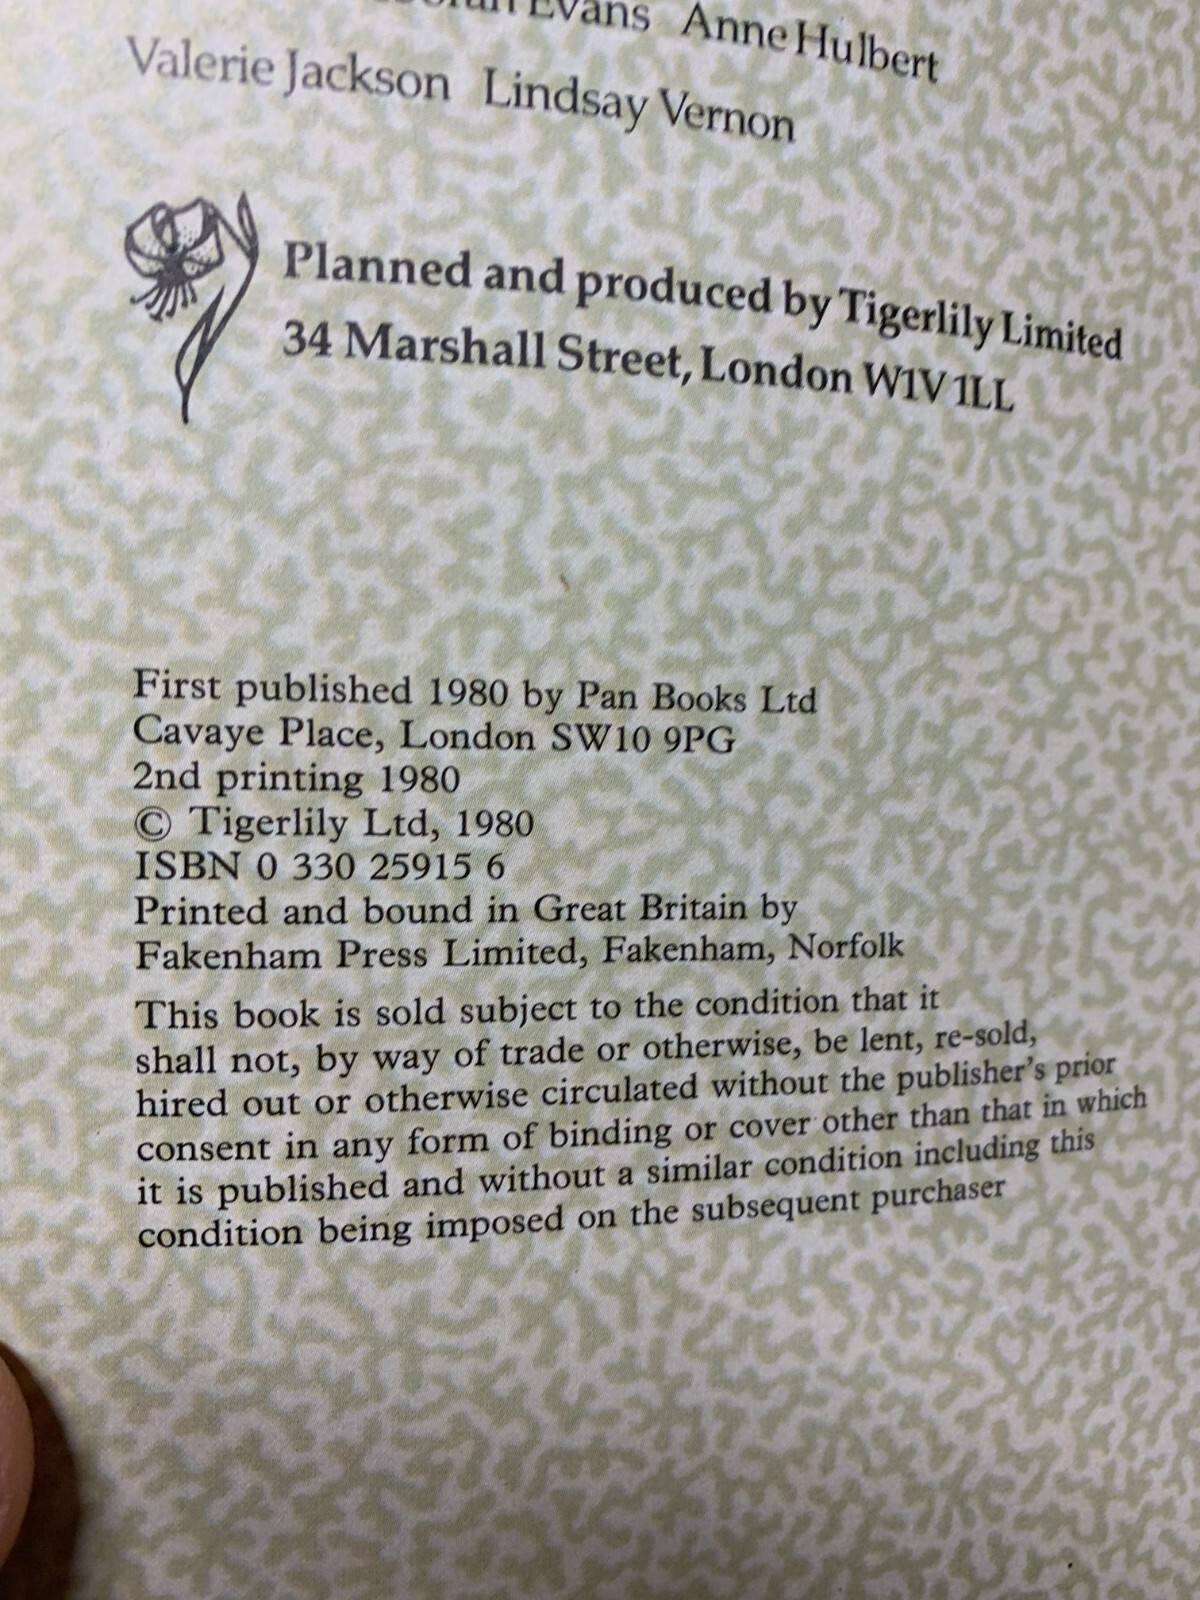 Evans Anne Hulbert
Valerie Jackson Lindsay Vernon
Planned and produced by Tigerlily Limited
34 Marshall Street, London W1V 1LL
First published 1980 by Pan Books Ltd
Cavaye Place, London SW10 9PG
2nd printing 1980
© Tigerlily Ltd, 1980
ISBN 0 330 25915 6
Printed and bound in Great Britain by
Fakenham Press Limited, Fakenham, Norfolk
This book is sold subject to the condition that it
shall not, by way of trade or otherwise, be lent, re-sold,
hired out or otherwise circulated without the publisher's prior
consent in any form of binding or cover other than that in which
it is published and without a similar condition including this
condition being imposed on the subsequent purchaser